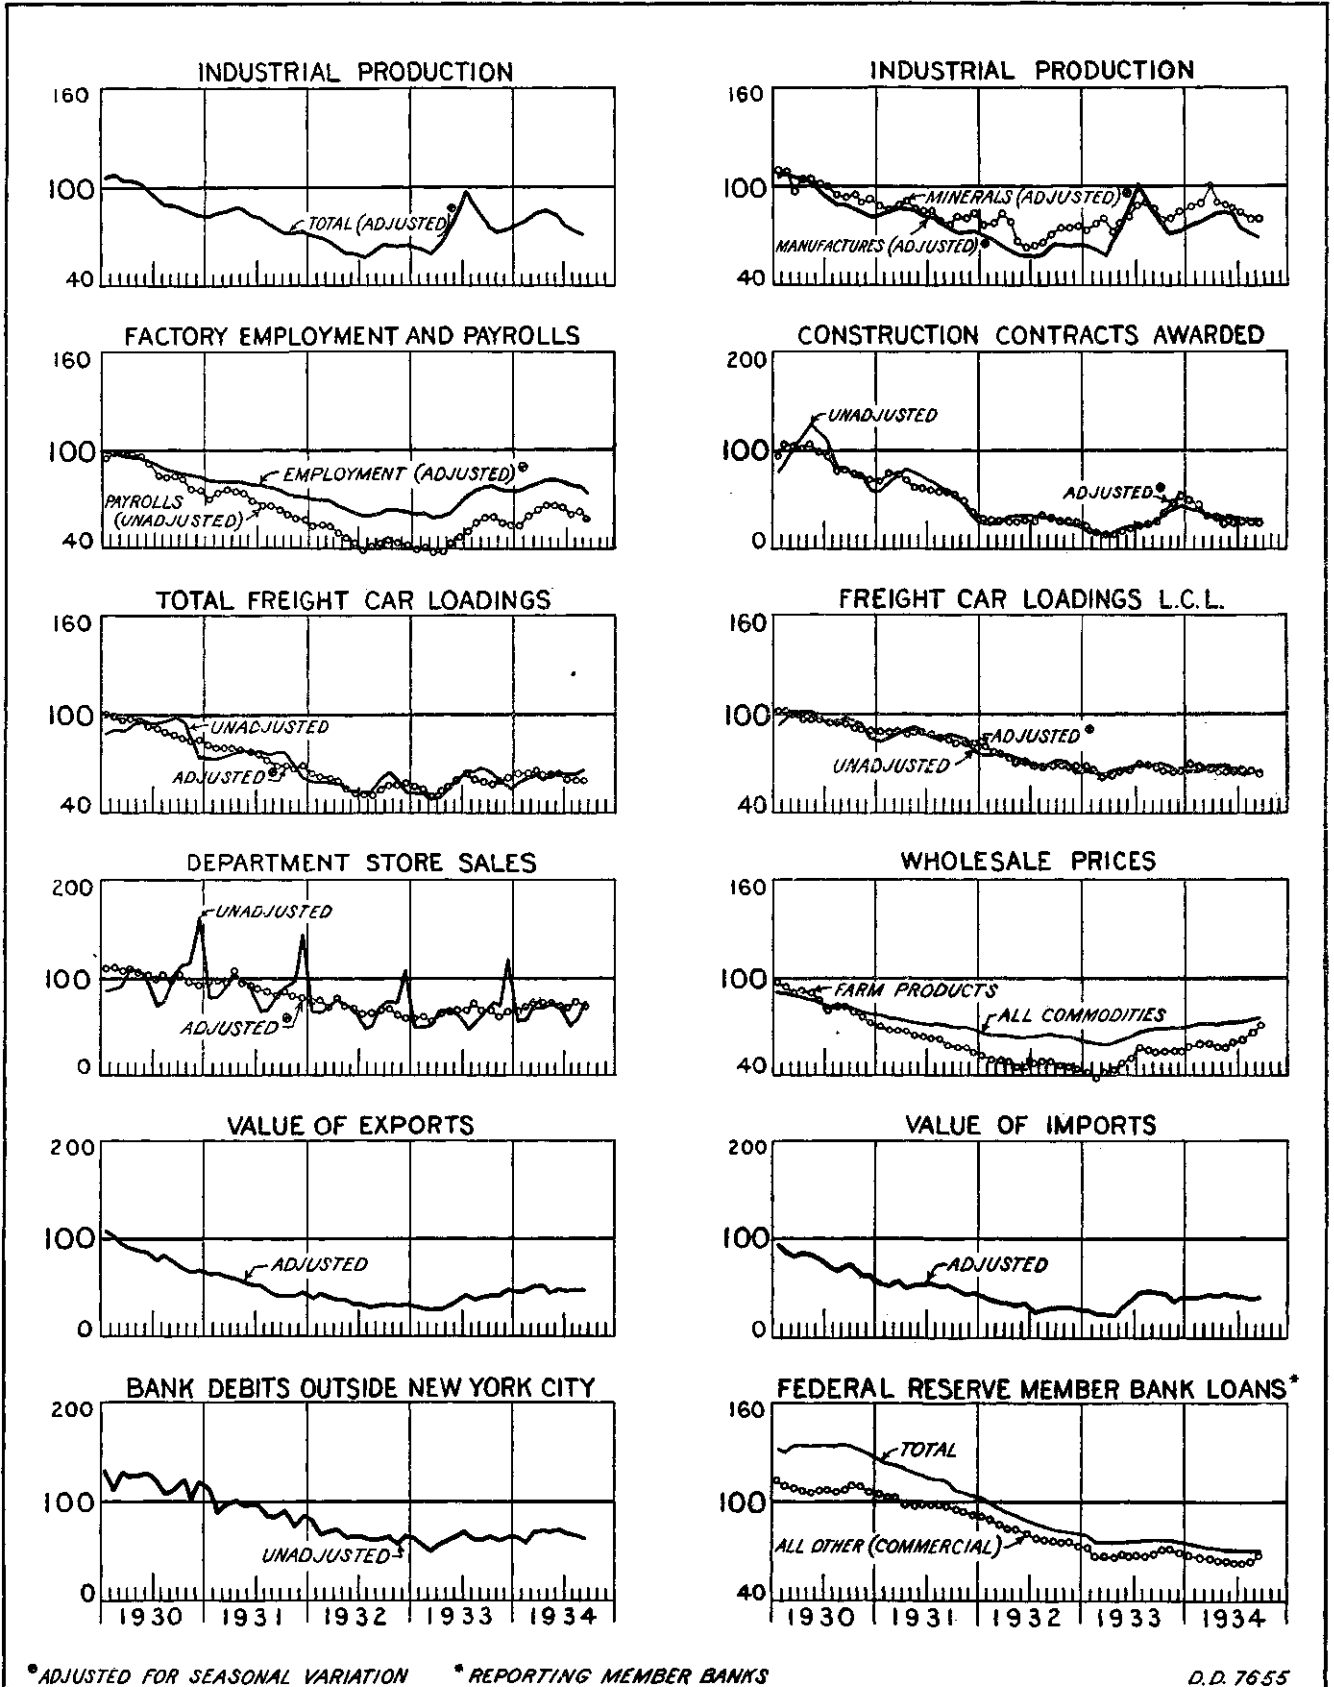 INDUSTRIAL PRODUCTION
160
100
40
TOTAL (ADJUSTED)
INDUSTRIAL PRODUCTION
160
100
40
MINERALS (ADJUSTED)
MANUFACTURES (ADJUSTED)
FACTORY EMPLOYMENT AND PAYROLLS
160
100
40
EMPLOYMENT (ADJUSTED)
PAYROLLS
(UNADJUSTED)
CONSTRUCTION CONTRACTS AWARDED
200
100
0
UNADJUSTED
ADJUSTED
TOTAL FREIGHT CAR LOADINGS
160
100
40
UNADJUSTED
ADJUSTED
FREIGHT CAR LOADINGS L.C.L.
160
100
40
ADJUSTED
UNADJUSTED
DEPARTMENT STORE SALES
200
100
0
UNADJUSTED
ADJUSTED
WHOLESALE PRICES
160
100
40
FARM PRODUCTS
ALL COMMODITIES
VALUE OF EXPORTS
200
100
0
ADJUSTED
VALUE OF IMPORTS
200
100
0
ADJUSTED
BANK DEBITS OUTSIDE NEW YORK CITY
200
100
0
UNADJUSTED
1930 1931 1932 1933 1934
FEDERAL RESERVE MEMBER BANK LOANS*
160
100
40
TOTAL
ALL OTHER (COMMERCIAL)
1930 1931 1932 1933 1934
ADJUSTED FOR SEASONAL VARIATION
* REPORTING MEMBER BANKS
D.D. 7655